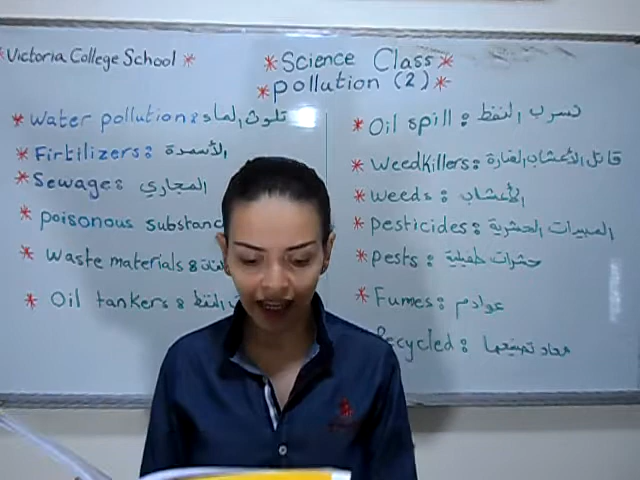 *Victoria College School *
*Science Class*
*pollution (2)*
* Water pollution: تلوث الماء
* Firtilizers: الأسمدة
* Sewage: المجاري
* poisonous substanc
* Waste materials:
* Oil tankers:
* Oil spill: تسرب النفط
* Weedkillers: قاتل الأعشاب الضارة
* weeds: الأعشاب
* pesticides: المبيدات الحشرية
* pests: حشرات طفيلية
* Fumes: عوادم
Recycled: معاد تصنيعها